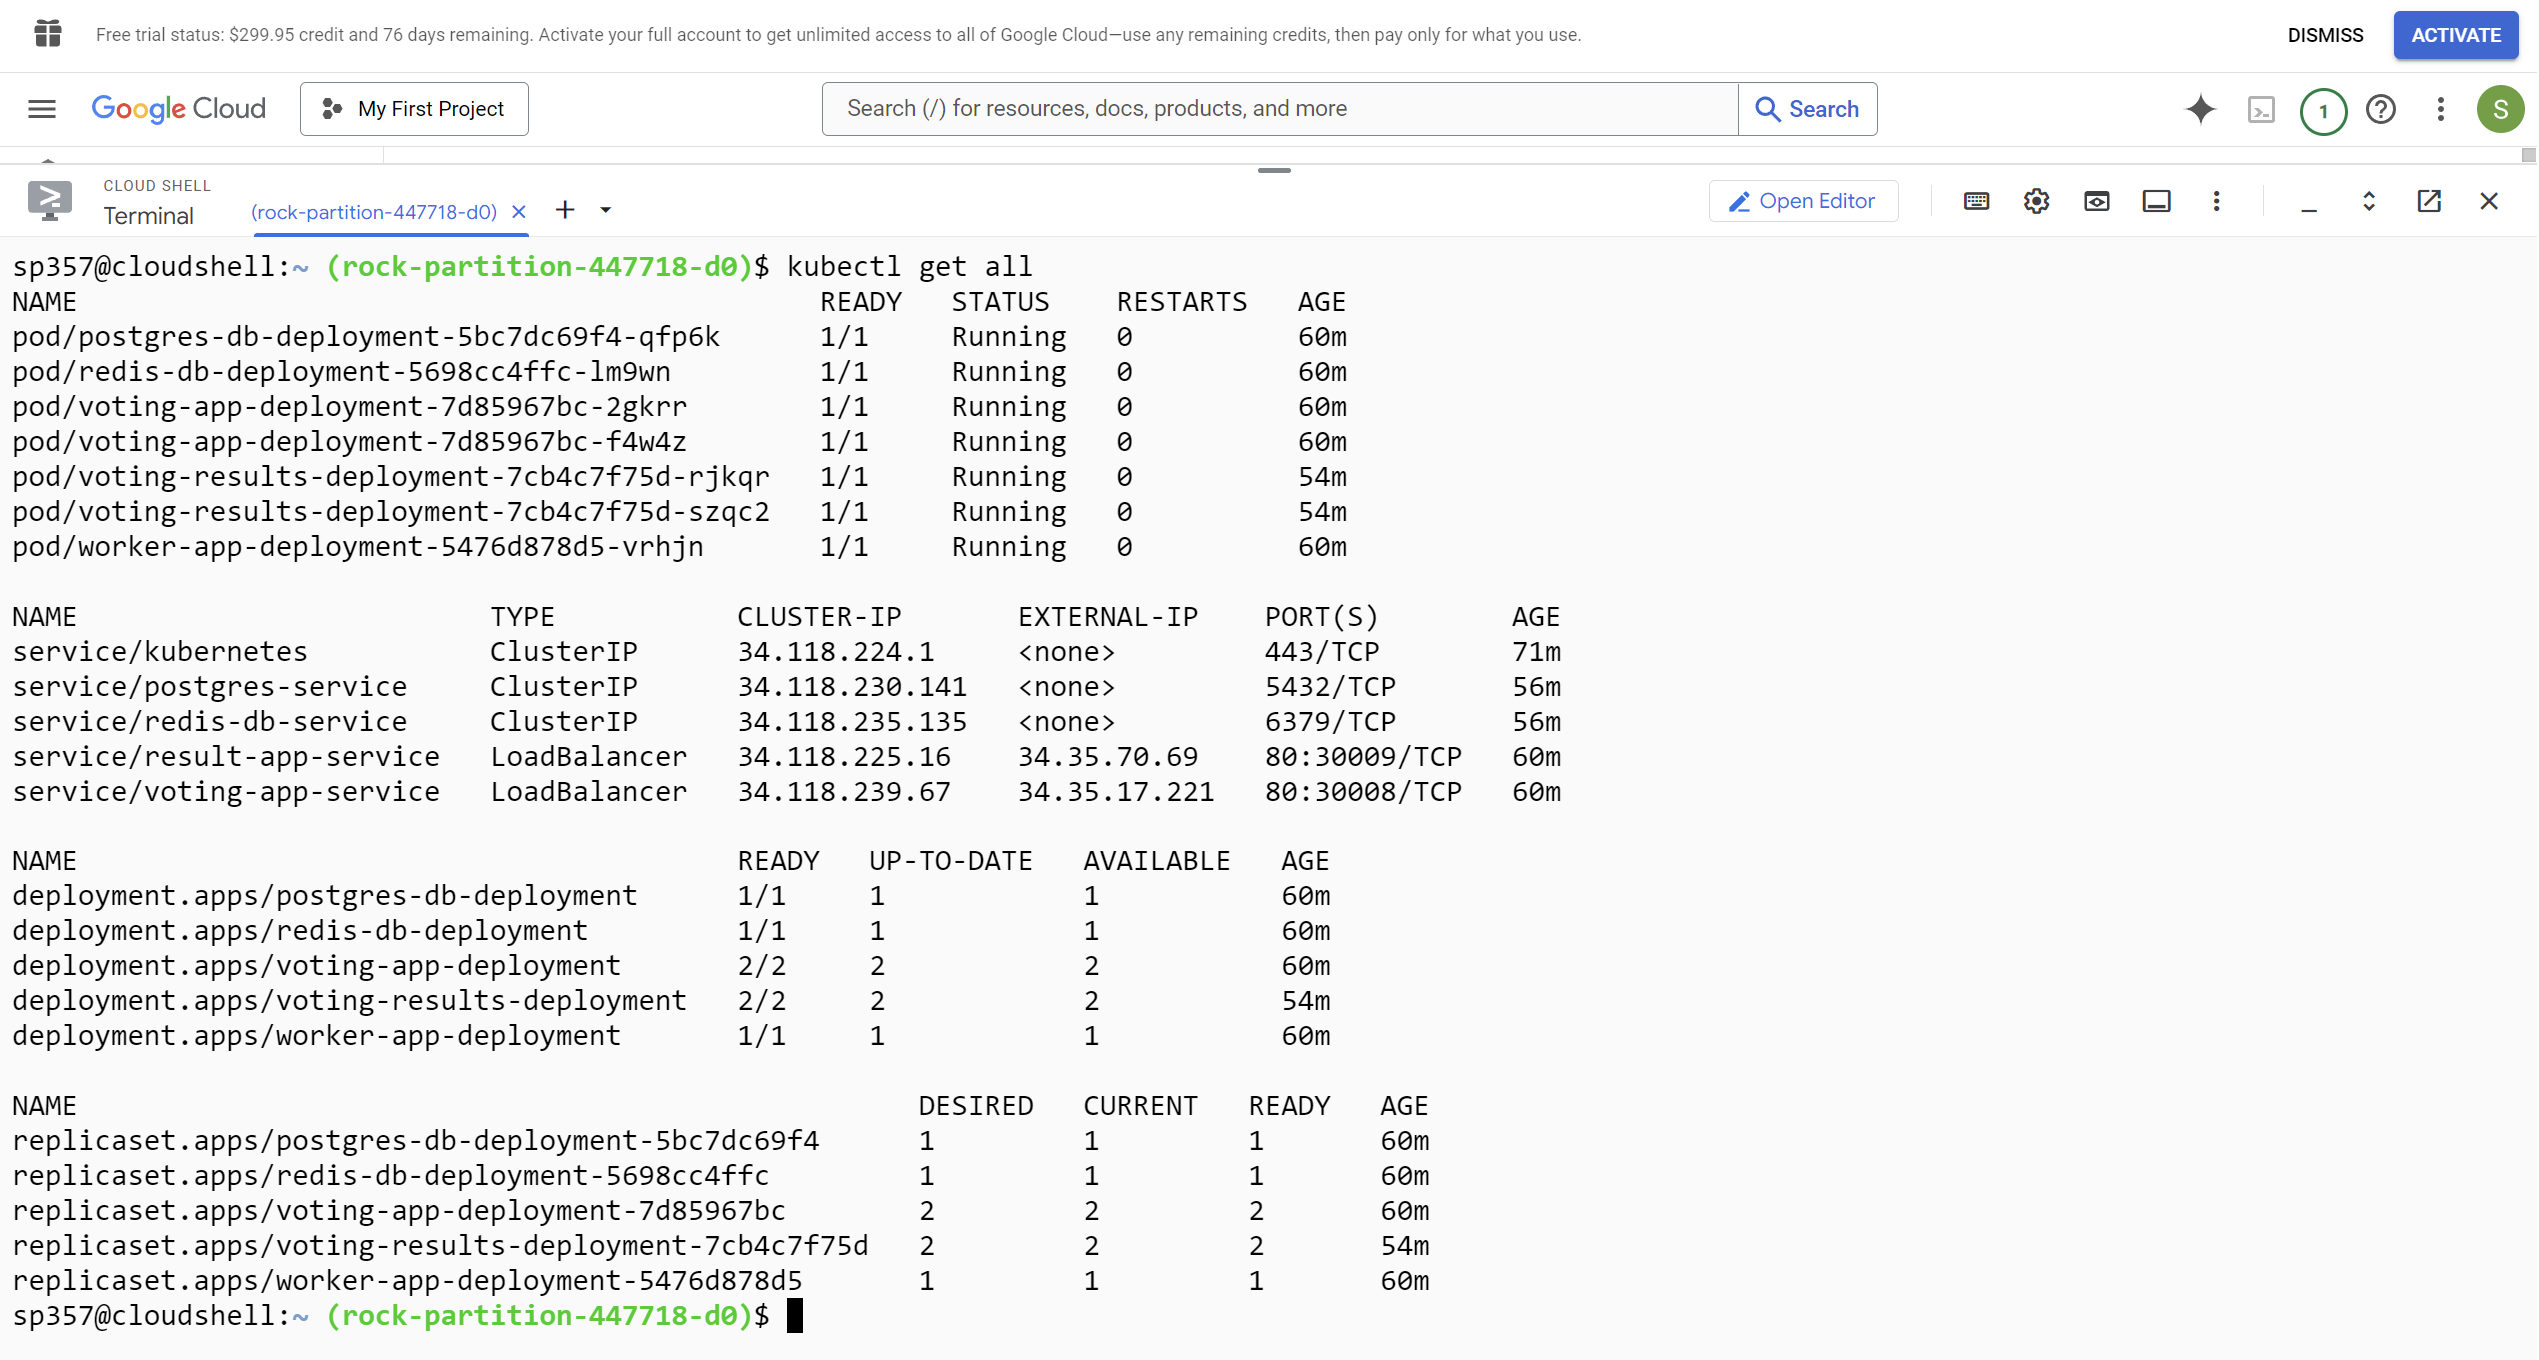 Free trial status: $299.95 credit and 76 days remaining. Activate your full account to get unlimited access to all of Google Cloud—use any remaining credits, then pay only for what you use. DISMISS ACTIVATE
Google Cloud My First Project Search (/) for resources, docs, products, and more Search 1 S
CLOUD SHELL
Terminal (rock-partition-447718-d0) Open Editor
sp357@cloudshell:~ (rock-partition-447718-d0)$ kubectl get all
NAME READY STATUS RESTARTS AGE
pod/postgres-db-deployment-5bc7dc69f4-qfp6k 1/1 Running 0 60m
pod/redis-db-deployment-5698cc4ffc-lm9wn 1/1 Running 0 60m
pod/voting-app-deployment-7d85967bc-2gkrr 1/1 Running 0 60m
pod/voting-app-deployment-7d85967bc-f4w4z 1/1 Running 0 60m
pod/voting-results-deployment-7cb4c7f75d-rjkqr 1/1 Running 0 54m
pod/voting-results-deployment-7cb4c7f75d-szqc2 1/1 Running 0 54m
pod/worker-app-deployment-5476d878d5-vrhjn 1/1 Running 0 60m
NAME TYPE CLUSTER-IP EXTERNAL-IP PORT(S) AGE
service/kubernetes ClusterIP 34.118.224.1 <none> 443/TCP 71m
service/postgres-service ClusterIP 34.118.230.141 <none> 5432/TCP 56m
service/redis-db-service ClusterIP 34.118.235.135 <none> 6379/TCP 56m
service/result-app-service LoadBalancer 34.118.225.16 34.35.70.69 80:30009/TCP 60m
service/voting-app-service LoadBalancer 34.118.239.67 34.35.17.221 80:30008/TCP 60m
NAME READY UP-TO-DATE AVAILABLE AGE
deployment.apps/postgres-db-deployment 1/1 1 1 60m
deployment.apps/redis-db-deployment 1/1 1 1 60m
deployment.apps/voting-app-deployment 2/2 2 2 60m
deployment.apps/voting-results-deployment 2/2 2 2 54m
deployment.apps/worker-app-deployment 1/1 1 1 60m
NAME DESIRED CURRENT READY AGE
replicaset.apps/postgres-db-deployment-5bc7dc69f4 1 1 1 60m
replicaset.apps/redis-db-deployment-5698cc4ffc 1 1 1 60m
replicaset.apps/voting-app-deployment-7d85967bc 2 2 2 60m
replicaset.apps/voting-results-deployment-7cb4c7f75d 2 2 2 54m
replicaset.apps/worker-app-deployment-5476d878d5 1 1 1 60m
sp357@cloudshell:~ (rock-partition-447718-d0)$